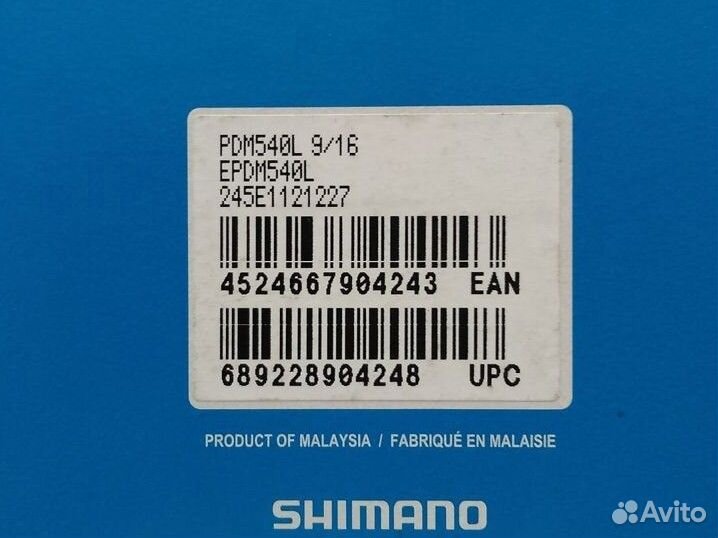 PDM540L 9/16
EPDM540L
245E1121227
4524667904243 EAN
689228904248 UPC
PRODUCT OF MALAYSIA / FABRIQUÉ EN MALAISIE
SHIMANO
Avito